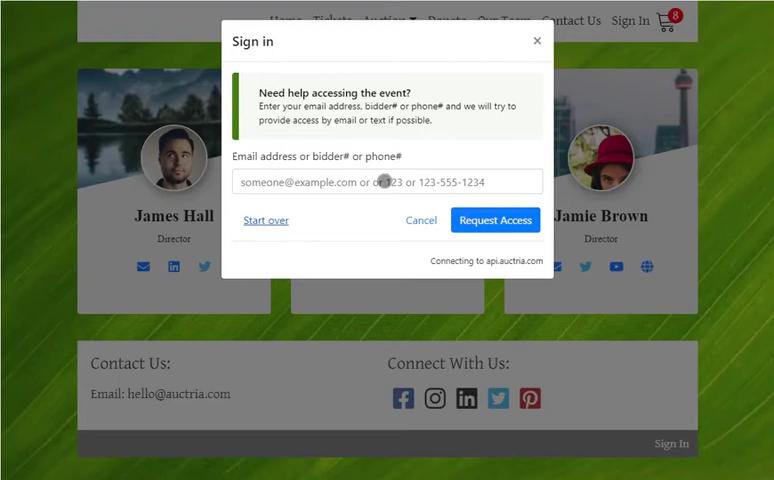 Home Tickets Auction Donate Our Team Contact Us Sign In 8
Sign in ×
Need help accessing the event?
Enter your email address, bidder# or phone# and we will try to
provide access by email or text if possible.
Email address or bidder# or phone#
someone@example.com or or 123 or 123-555-1234
Start over Cancel Request Access
Connecting to api.auctria.com
James Hall
Director
Jamie Brown
Director
Contact Us:
Email: hello@auctria.com
Connect With Us:
Sign In